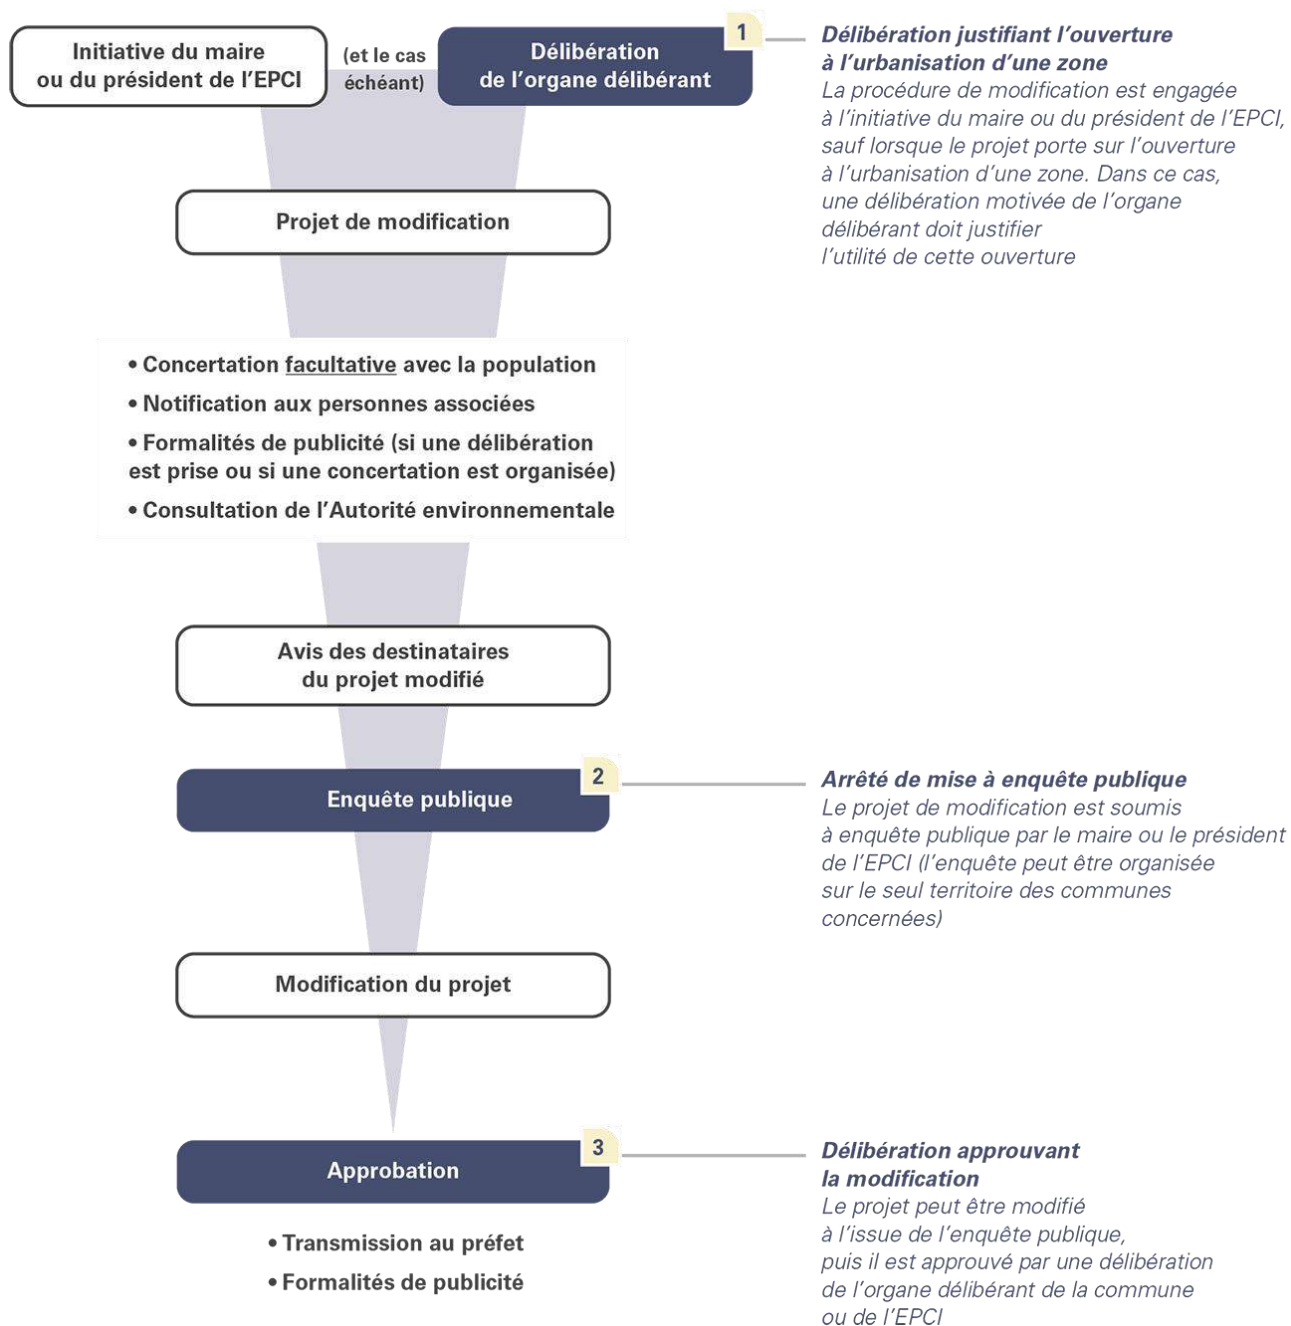 Initiative du maire
ou du président de l'EPCI
(et le cas
échéant)
Délibération
de l'organe délibérant
1
Délibération justifiant l'ouverture
à l'urbanisation d'une zone
La procédure de modification est engagée
à l'initiative du maire ou du président de l'EPCI,
sauf lorsque le projet porte sur l'ouverture
à l'urbanisation d'une zone. Dans ce cas,
une délibération motivée de l'organe
délibérant doit justifier
l'utilité de cette ouverture
Projet de modification
• Concertation facultative avec la population
• Notification aux personnes associées
• Formalités de publicité (si une délibération
est prise ou si une concertation est organisée)
• Consultation de l'Autorité environnementale
Avis des destinataires
du projet modifié
Enquête publique
2
Arrêté de mise à enquête publique
Le projet de modification est soumis
à enquête publique par le maire ou le président
de l'EPCI (l'enquête peut être organisée
sur le seul territoire des communes
concernées)
Modification du projet
Approbation
3
Délibération approuvant
la modification
Le projet peut être modifié
à l'issue de l'enquête publique,
puis il est approuvé par une délibération
de l'organe délibérant de la commune
ou de l'EPCI
• Transmission au préfet
• Formalités de publicité